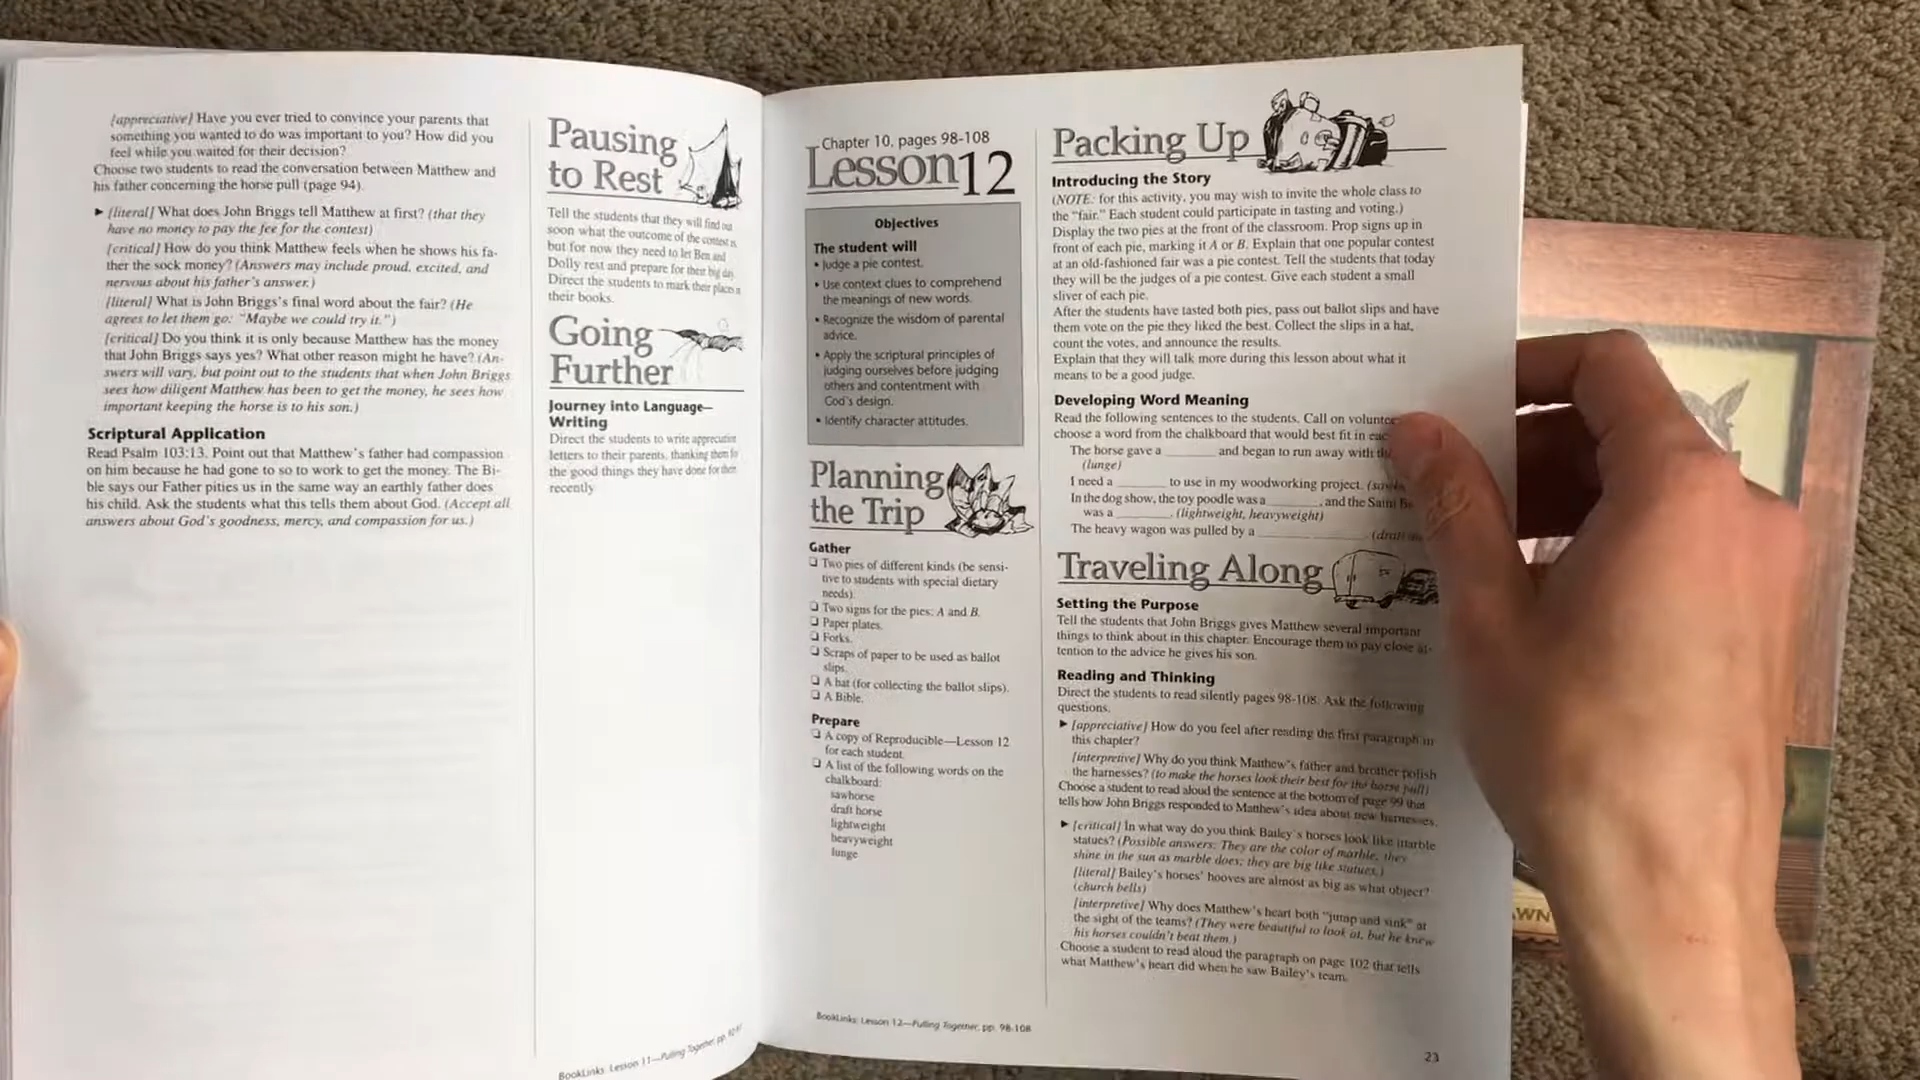 [appreciative] Have you ever tried to convince your parents that
something you wanted to do was important to you? How did you
feel while you waited for their decision?
Choose two students to read the conversation between Matthew and
his father concerning the horse pull (page 94).
▶ [literal] What does John Briggs tell Matthew at first? (that they
have no money to pay the fee for the contest)
[critical] How do you think Matthew feels when he shows his fa-
ther the sock money? (Answers may include proud, excited, and
nervous about his father's answer.)
[literal] What is John Briggs's final word about the fair? (He
agrees to let them go: "Maybe we could try it.")
[critical] Do you think it is only because Matthew has the money
that John Briggs says yes? What other reason might he have? (An-
swers will vary, but point out to the students that when John Briggs
sees how diligent Matthew has been to get the money, he sees how
important keeping the horse is to his son.)
Scriptural Application
Read Psalm 103:13. Point out that Matthew's father had compassion
on him because he had gone to so to work to get the money. The Bi-
ble says our Father pities us in the same way an earthly father does
his child. Ask the students what this tells them about God. (Accept all
answers about God's goodness, mercy, and compassion for us.)
Pausing
to Rest
Tell the students that they will find out
soon what the outcome of the contest is,
but for now they need to let Ben and
Dolly rest and prepare for their big day.
Direct the students to mark their places in
their books.
Going
Further
Journey into Language—
Writing
Direct the students to write appreciation
letters to their parents, thanking them for
the good things they have done for them
recently
BookLinks: Lesson 11—Pulling Together, pp.
Chapter 10, pages 98-108
Lesson 12
Objectives
The student will
• Judge a pie contest.
• Use context clues to comprehend
the meanings of new words.
• Recognize the wisdom of parental
advice.
• Apply the scriptural principles of
judging ourselves before judging
others and contentment with
God's design.
• Identify character attitudes.
Planning
the Trip
Gather
❏ Two pies of different kinds (be sensi-
tive to students with special dietary
needs).
❏ Two signs for the pies: A and B.
❏ Paper plates.
❏ Forks.
❏ Scraps of paper to be used as ballot
slips.
❏ A hat (for collecting the ballot slips).
❏ A Bible.
Prepare
❏ A copy of Reproducible—Lesson 12
for each student.
❏ A list of the following words on the
chalkboard:
sawhorse
draft horse
lightweight
heavyweight
lunge
BookLinks: Lesson 12—Pulling Together, pp. 98-108
Packing Up
Introducing the Story
(NOTE: for this activity, you may wish to invite the whole class to
the "fair." Each student could participate in tasting and voting.)
Display the two pies at the front of the classroom. Prop signs up in
front of each pie, marking it A or B. Explain that one popular contest
at an old-fashioned fair was a pie contest. Tell the students that today
they will be the judges of a pie contest. Give each student a small
sliver of each pie.
After the students have tasted both pies, pass out ballot slips and have
them vote on the pie they liked the best. Collect the slips in a hat,
count the votes, and announce the results.
Explain that they will talk more during this lesson about what it
means to be a good judge.
Developing Word Meaning
Read the following sentences to the students. Call on
choose a word from the chalkboard that would best fit in
The horse gave a ______ and began to run away with
(lunge)
I need a ______ to use in my woodworking project.
In the dog show, the toy poodle was a ______, and the Saint
was a ______. (lightweight, heavyweight)
The heavy wagon was pulled by a ______ ______.
Traveling Along
Setting the Purpose
Tell the students that John Briggs gives Matthew several important
things to think about in this chapter. Encourage them to pay close at-
tention to the advice he gives his son.
Reading and Thinking
Direct the students to read silently pages 98-108. Ask the following
questions.
▶ [appreciative] How do you feel after reading the first paragraph in
this chapter?
[interpretive] Why do you think Matthew's father and brother polish
the harnesses? (to make the horses look their best for the horse pull)
Choose a student to read aloud the sentence at the bottom of page 99 that
tells how John Briggs responded to Matthew's idea about new harnesses.
▶ [critical] In what way do you think Bailey's horses look like marble
statues? (Possible answers: They are the color of marble; they
shine in the sun as marble does; they are big like statues.)
[literal] Bailey's horses' hooves are almost as big as what object?
(church bells)
[interpretive] Why does Matthew's heart both "jump and sink" at
the sight of the teams? (They were beautiful to look at, but he knew
his horses couldn't beat them.)
Choose a student to read aloud the paragraph on page 102 that tells
what Matthew's heart did when he saw Bailey's team.
23